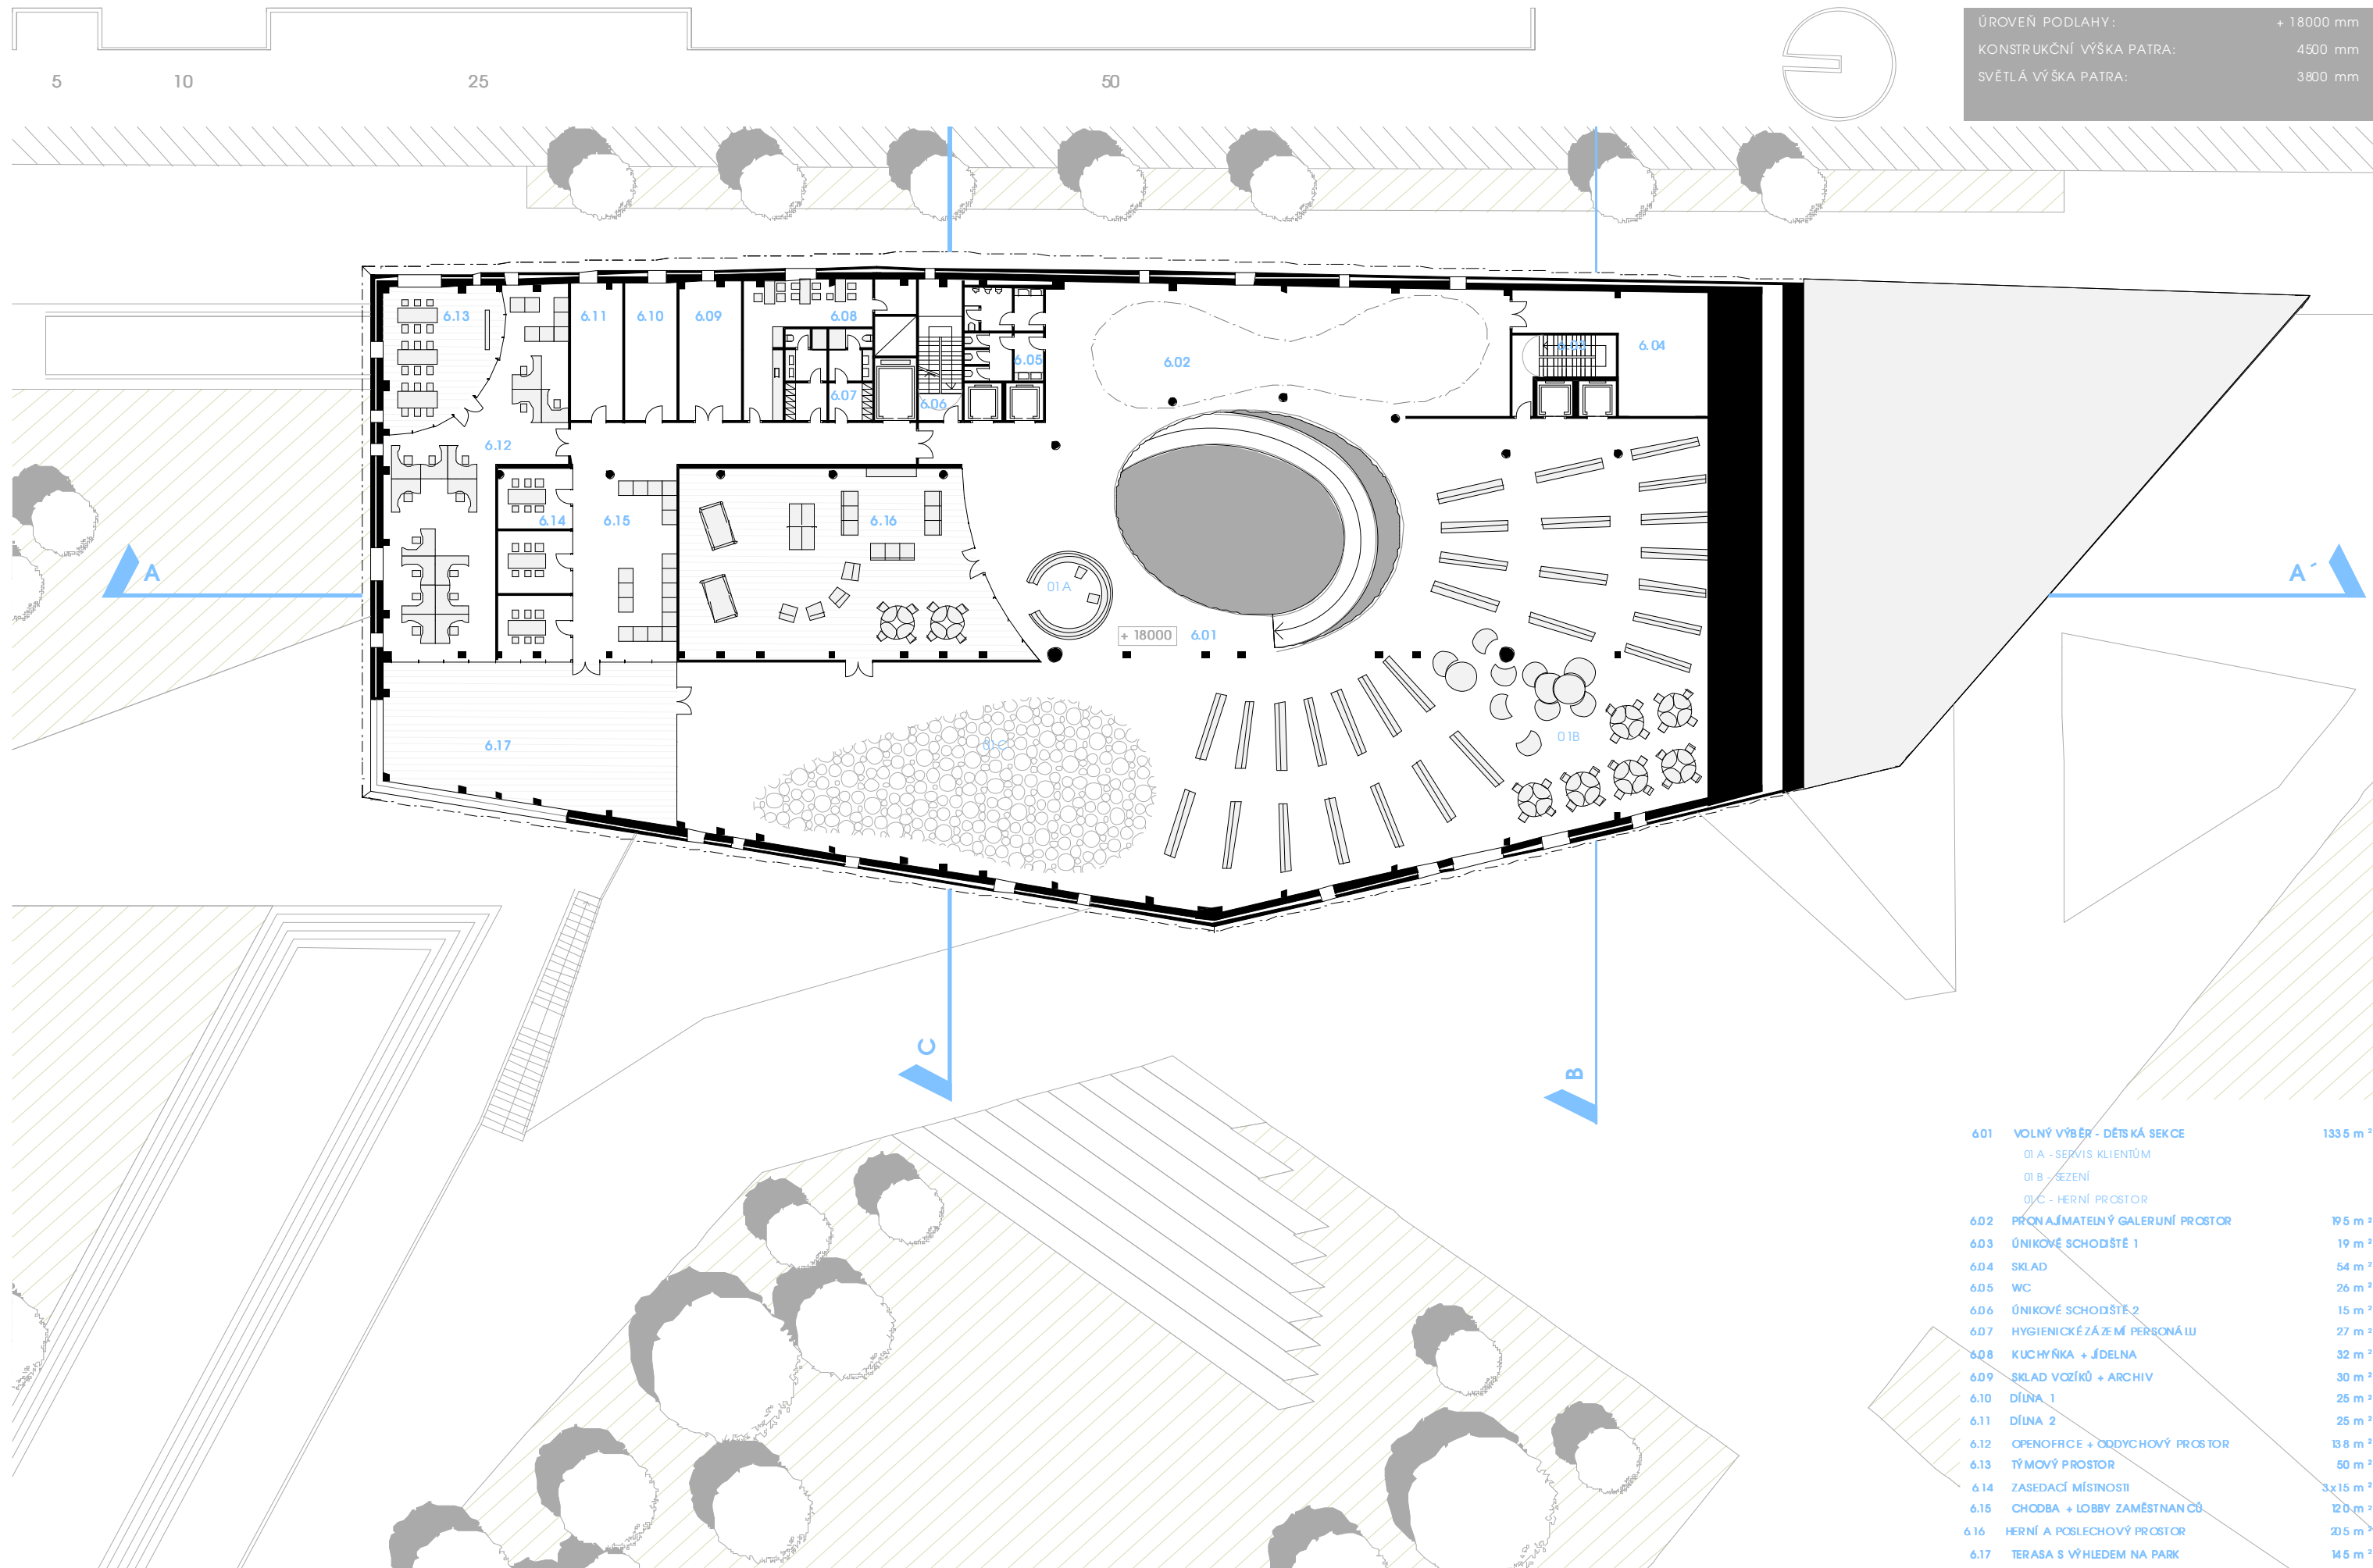 ÚROVEŇ PODLAHY: + 18000 mm
KONSTRUKČNÍ VÝŠKA PATRA: 4500 mm
SVĚTLÁ VÝŠKA PATRA: 3800 mm
5 10 25 50
6.13 6.11 6.10 6.09 6.08
6.03 6.04
6.05 6.02
6.07 6.06
6.12
6.14 6.15 6.16
A A´
01A
+ 18000 6.01
6.17 01C 01B
C B
6.01 VOLNÝ VÝBĚR - DĚTSKÁ SEKCE 1335 m²
01 A - SERVIS KLIENTŮM
01 B - SEZENÍ
01 C - HERNÍ PROSTOR
6.02 PRONAJÍMATELNÝ GALERIJNÍ PROSTOR 195 m²
6.03 ÚNIKOVÉ SCHODIŠTĚ 1 19 m²
6.04 SKLAD 54 m²
6.05 WC 26 m²
6.06 ÚNIKOVÉ SCHODIŠTĚ 2 15 m²
6.07 HYGIENICKÉ ZÁZEMÍ PERSONÁLU 27 m²
6.08 KUCHYŇKA + JÍDELNA 32 m²
6.09 SKLAD VOZÍKŮ + ARCHIV 30 m²
6.10 DÍLNA 1 25 m²
6.11 DÍLNA 2 25 m²
6.12 OPENOFFICE + ODDYCHOVÝ PROSTOR 138 m²
6.13 TÝMOVÝ PROSTOR 50 m²
6.14 ZASEDACÍ MÍSTNOSTI 3x15 m²
6.15 CHODBA + LOBBY ZAMĚSTNANCŮ 120 m²
6.16 HERNÍ A POSLECHOVÝ PROSTOR 205 m²
6.17 TERASA S VÝHLEDEM NA PARK 145 m²